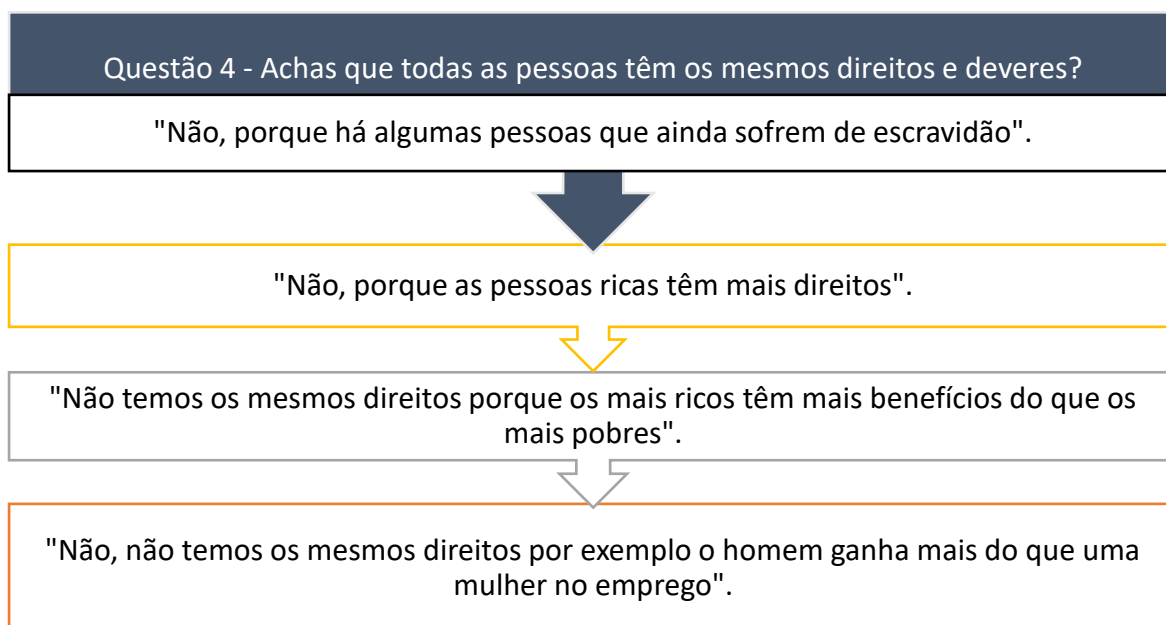 Questão 4 - Achas que todas as pessoas têm os mesmos direitos e deveres?
"Não, porque há algumas pessoas que ainda sofrem de escravidão".
"Não, porque as pessoas ricas têm mais direitos".
"Não temos os mesmos direitos porque os mais ricos têm mais benefícios do que os
mais pobres".
"Não, não temos os mesmos direitos por exemplo o homem ganha mais do que uma
mulher no emprego".